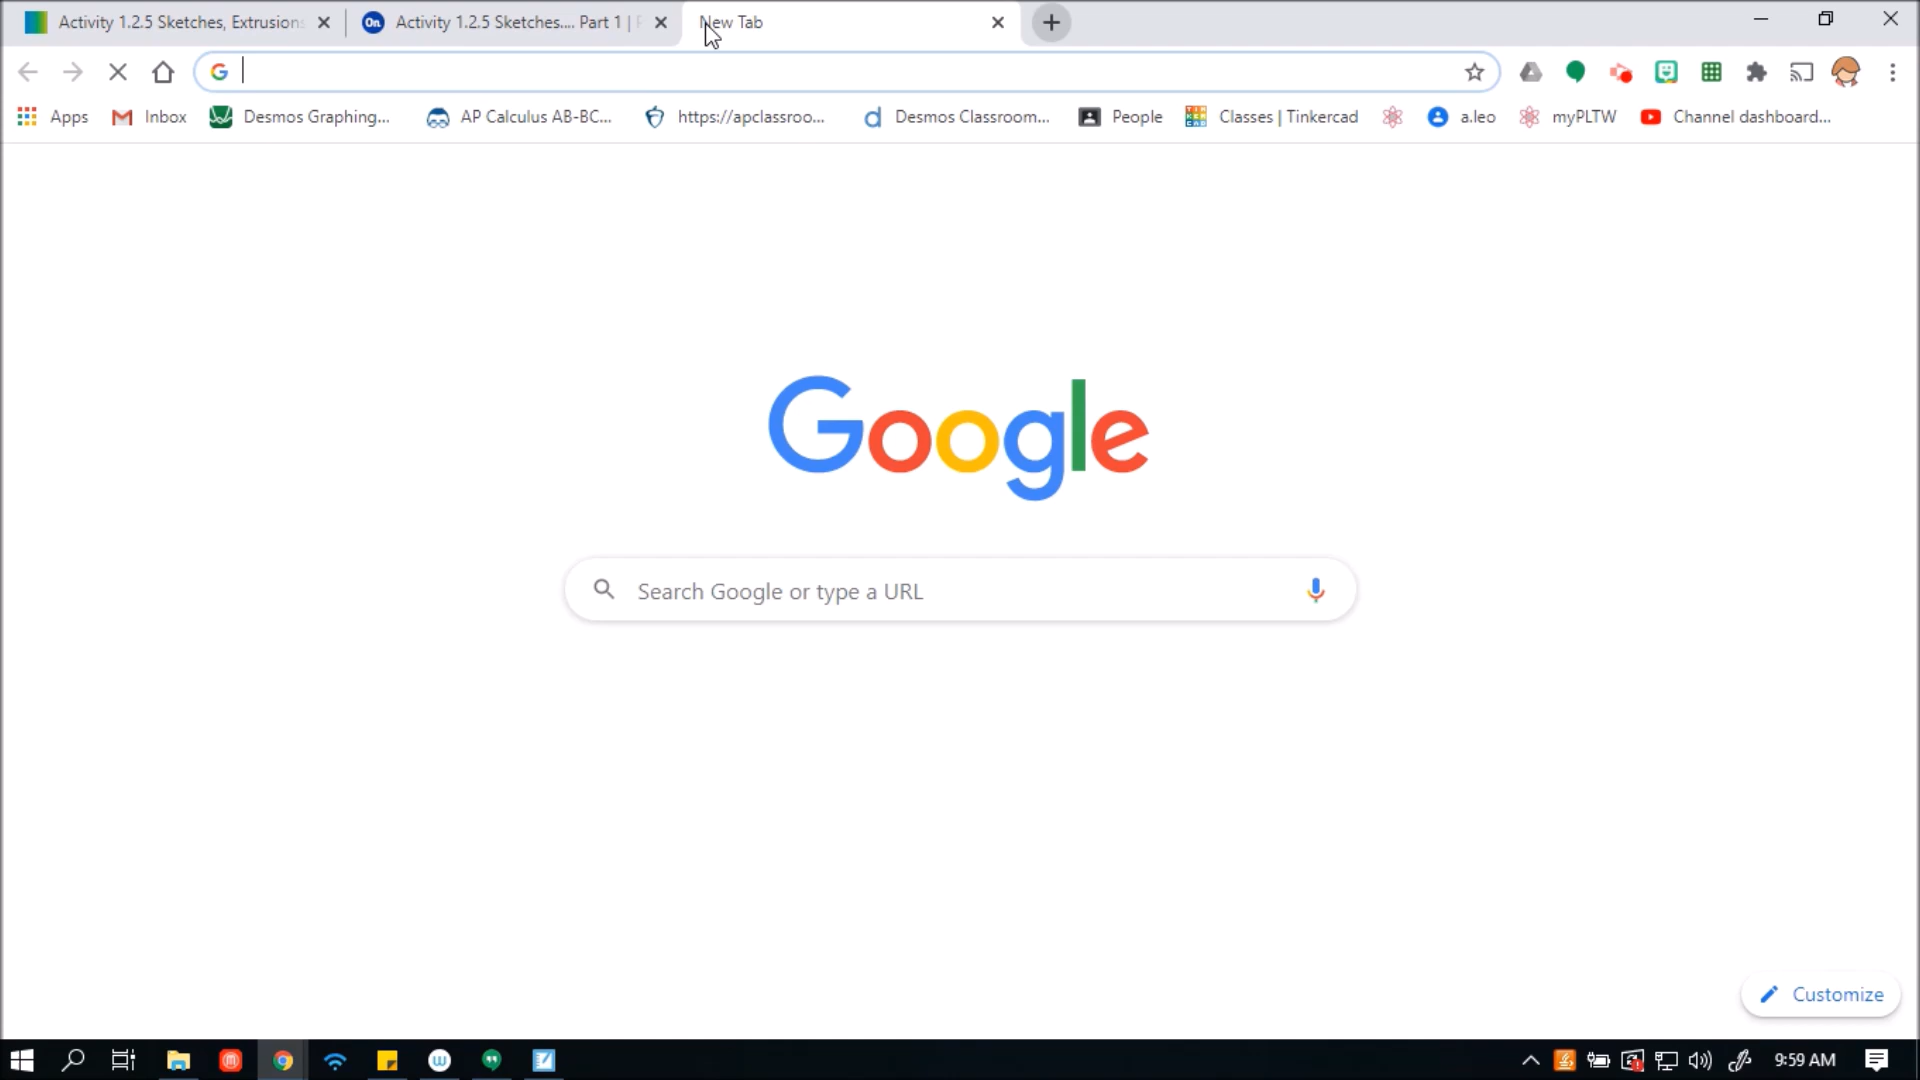 Activity 1.2.5 Sketches, Extrusions
Activity 1.2.5 Sketches.... Part 1 |
New Tab
Apps
Inbox
Desmos Graphing...
AP Calculus AB-BC...
https://apclassroo...
Desmos Classroom...
People
Classes | Tinkercad
a.leo
myPLTW
Channel dashboard...
Google
Search Google or type a URL
Customize
9:59 AM